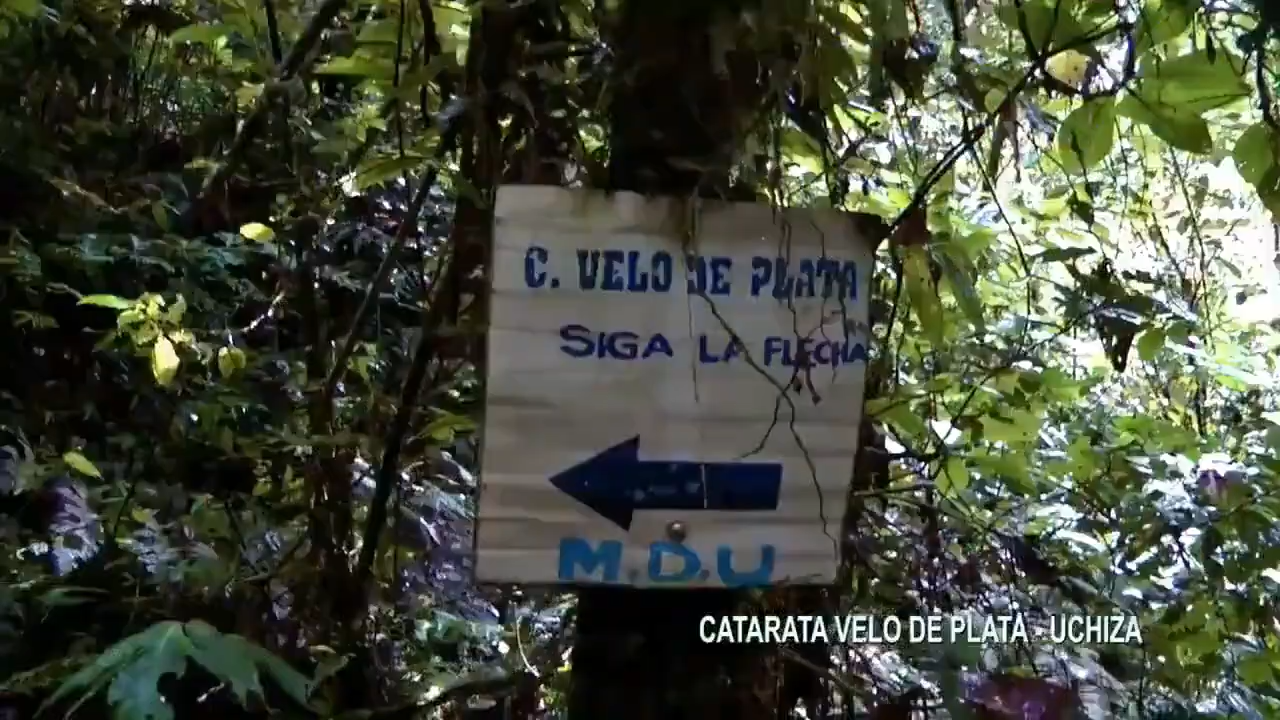 C. VELO DE PLATA
SIGA LA FLECHA
M.D.U
CATARATA VELO DE PLATA - UCHIZA